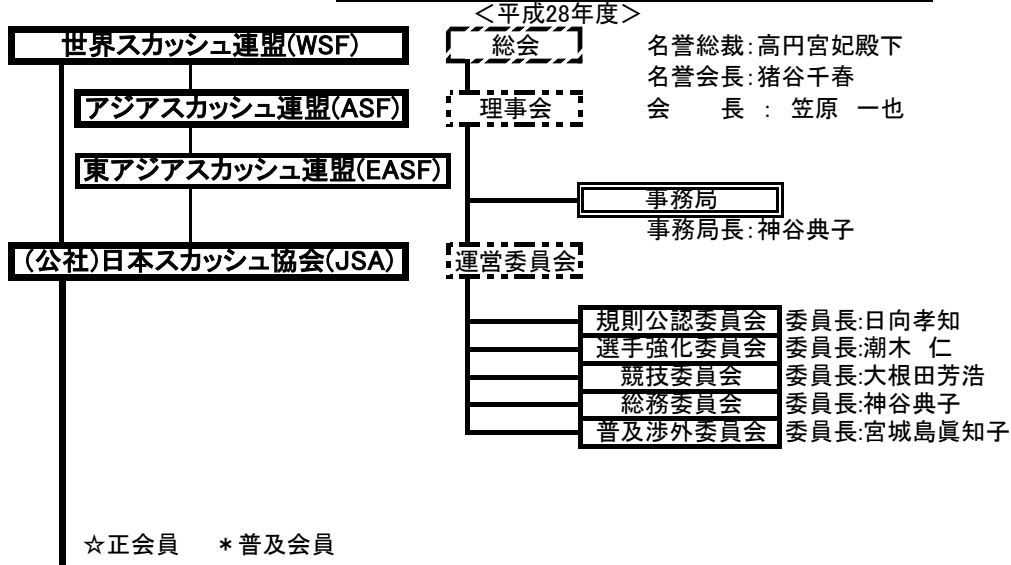 ＜平成28年度＞
世界スカッシュ連盟(WSF)
総会
名誉総裁：高円宮妃殿下
名誉会長：猪谷千春
アジアスカッシュ連盟(ASF)
理事会
会　　長　：　笠原　一也
東アジアスカッシュ連盟(EASF)
事務局
事務局長：神谷典子
(公社)日本スカッシュ協会(JSA)
運営委員会
規則公認委員会　委員長:日向孝知
選手強化委員会　委員長:潮木　仁
競技委員会　委員長:大根田芳浩
総務委員会　委員長:神谷典子
普及渉外委員会　委員長:宮城島眞知子
☆正会員　＊普及会員